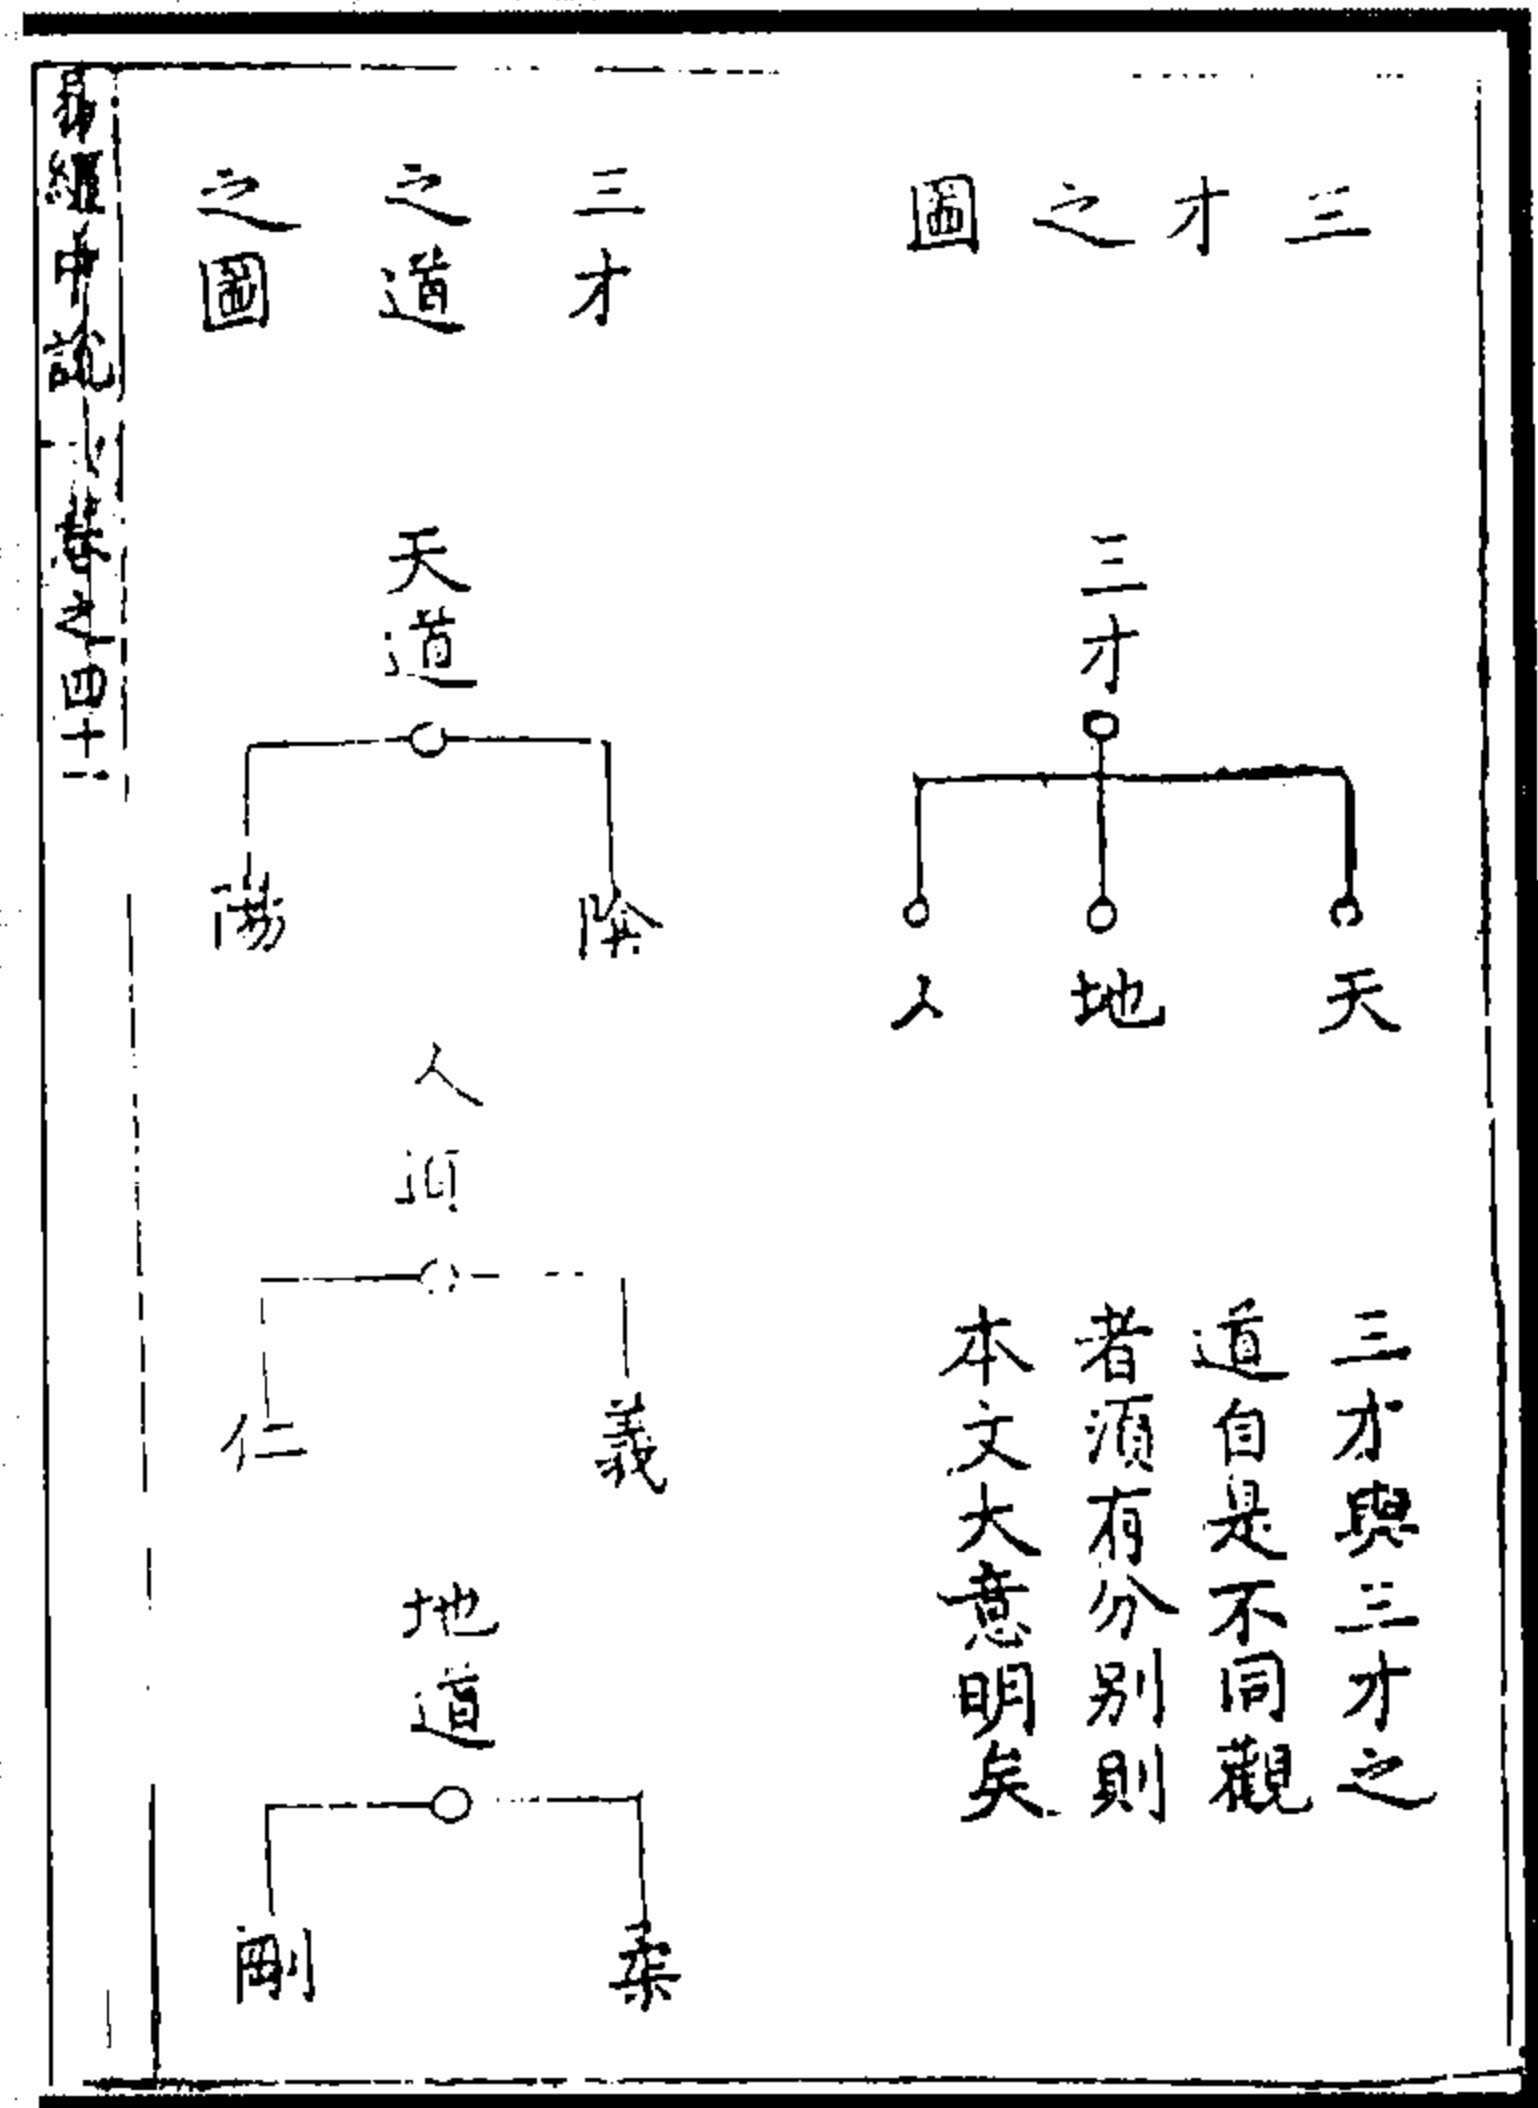 三才之圖
三才
天
地
人
三才與三才之
道自是不同觀
者須有分別則
本文大意明矣
三才
之道
之圖
天道
陰
陽
人道
義
仁
地道
柔
剛
易經中說
卷之四十